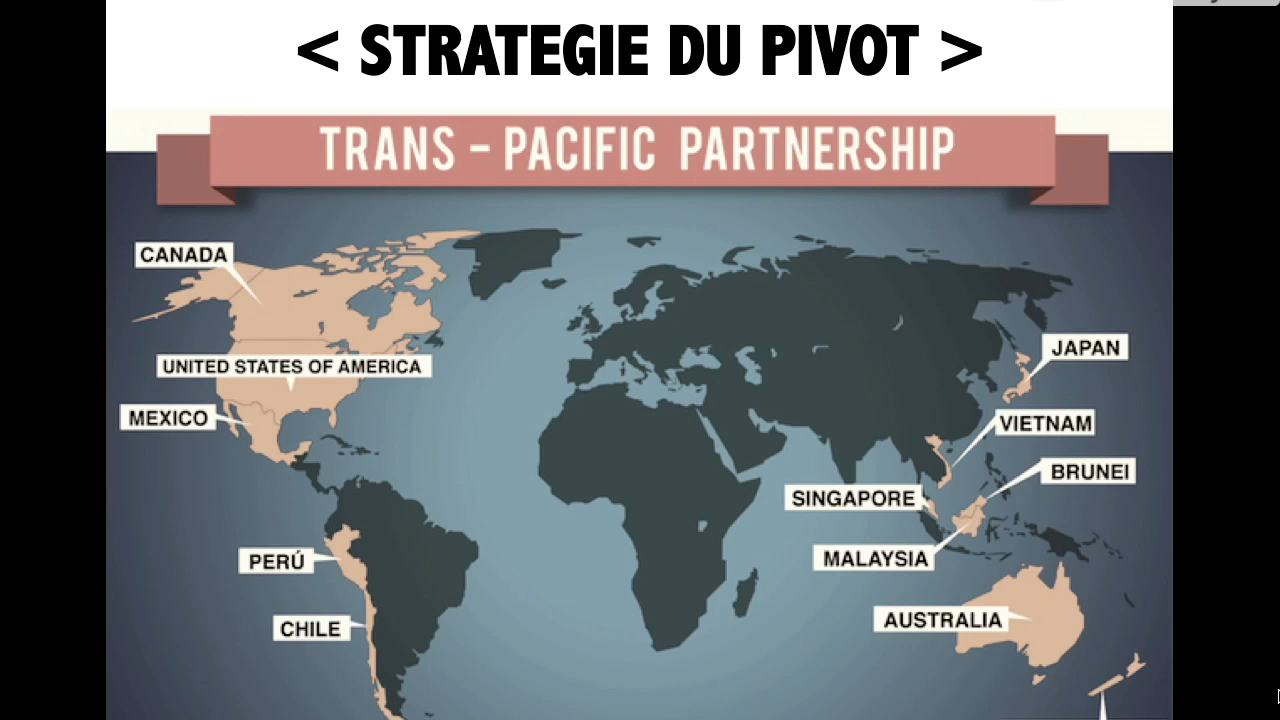 < STRATEGIE DU PIVOT >
TRANS - PACIFIC PARTNERSHIP
CANADA
UNITED STATES OF AMERICA
MEXICO
PERÚ
CHILE
JAPAN
VIETNAM
BRUNEI
SINGAPORE
MALAYSIA
AUSTRALIA